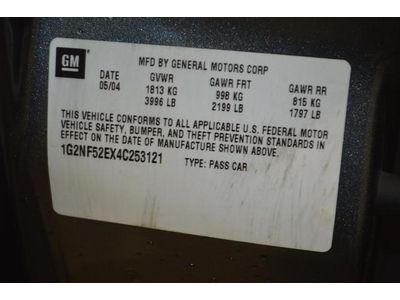 GM
MFD BY GENERAL MOTORS CORP
DATE GVWR GAWR FRT GAWR RR
05/04 1813 KG 998 KG 815 KG
3996 LB 2199 LB 1797 LB
THIS VEHICLE CONFORMS TO ALL APPLICABLE U.S. FEDERAL MOTOR
VEHICLE SAFETY, BUMPER, AND THEFT PREVENTION STANDARDS IN
EFFECT ON THE DATE OF MANUFACTURE SHOWN ABOVE.
1G2NF52EX4C253121 TYPE: PASS CAR